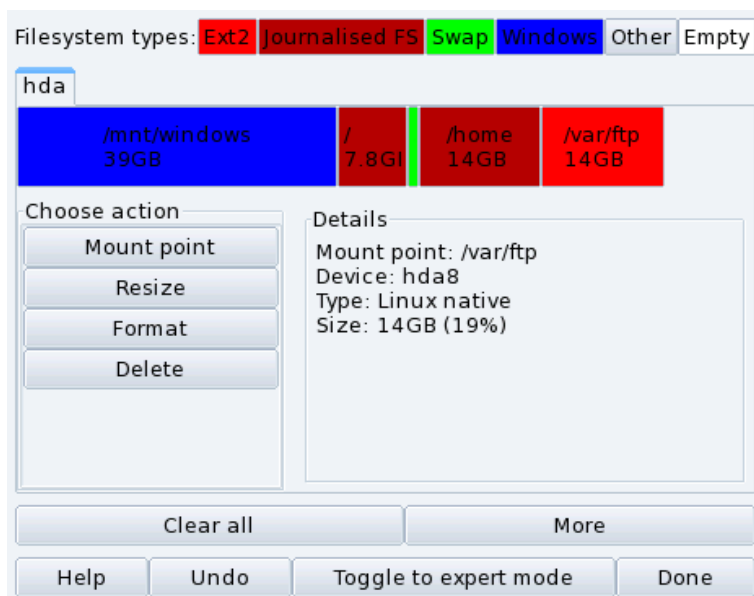 Filesystem types: Ext2 Journalised FS Swap Windows Other Empty
hda
/mnt/windows / /home /var/ftp
39GB 7.8G 14GB 14GB
Choose action
Mount point
Resize
Format
Delete
Details
Mount point: /var/ftp
Device: hda8
Type: Linux native
Size: 14GB (19%)
Clear all More
Help Undo Toggle to expert mode Done